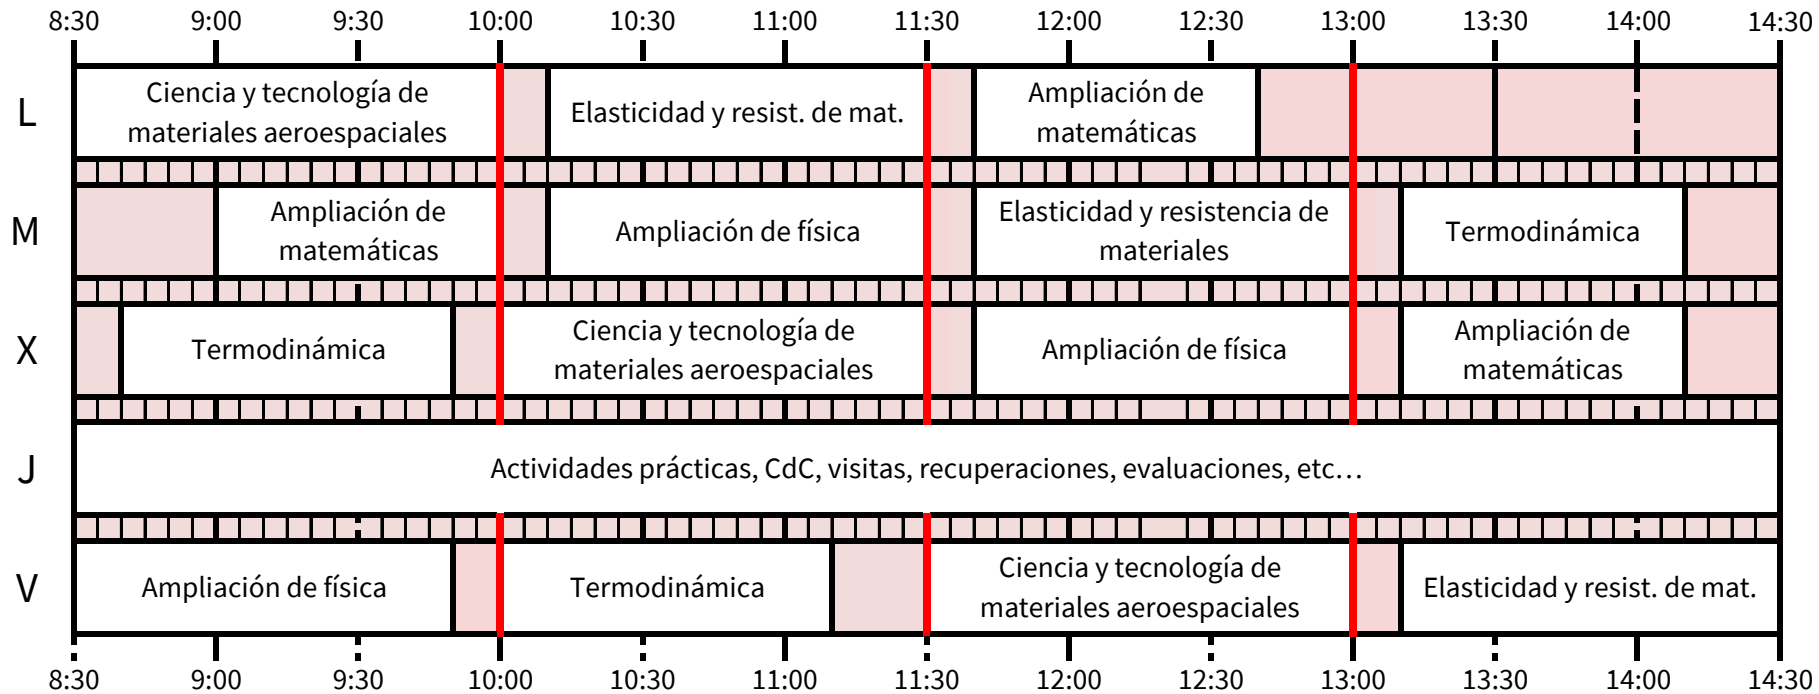 8:30 9:00 9:30 10:00 10:30 11:00 11:30 12:00 12:30 13:00 13:30 14:00 14:30
L
Ciencia y tecnología de
materiales aeroespaciales
Elasticidad y resist. de mat.
Ampliación de
matemáticas
M
Ampliación de
matemáticas
Ampliación de física
Elasticidad y resistencia de
materiales
Termodinámica
X
Termodinámica
Ciencia y tecnología de
materiales aeroespaciales
Ampliación de física
Ampliación de
matemáticas
J
Actividades prácticas, CdC, visitas, recuperaciones, evaluaciones, etc…
V
Ampliación de física
Termodinámica
Ciencia y tecnología de
materiales aeroespaciales
Elasticidad y resist. de mat.
8:30 9:00 9:30 10:00 10:30 11:00 11:30 12:00 12:30 13:00 13:30 14:00 14:30